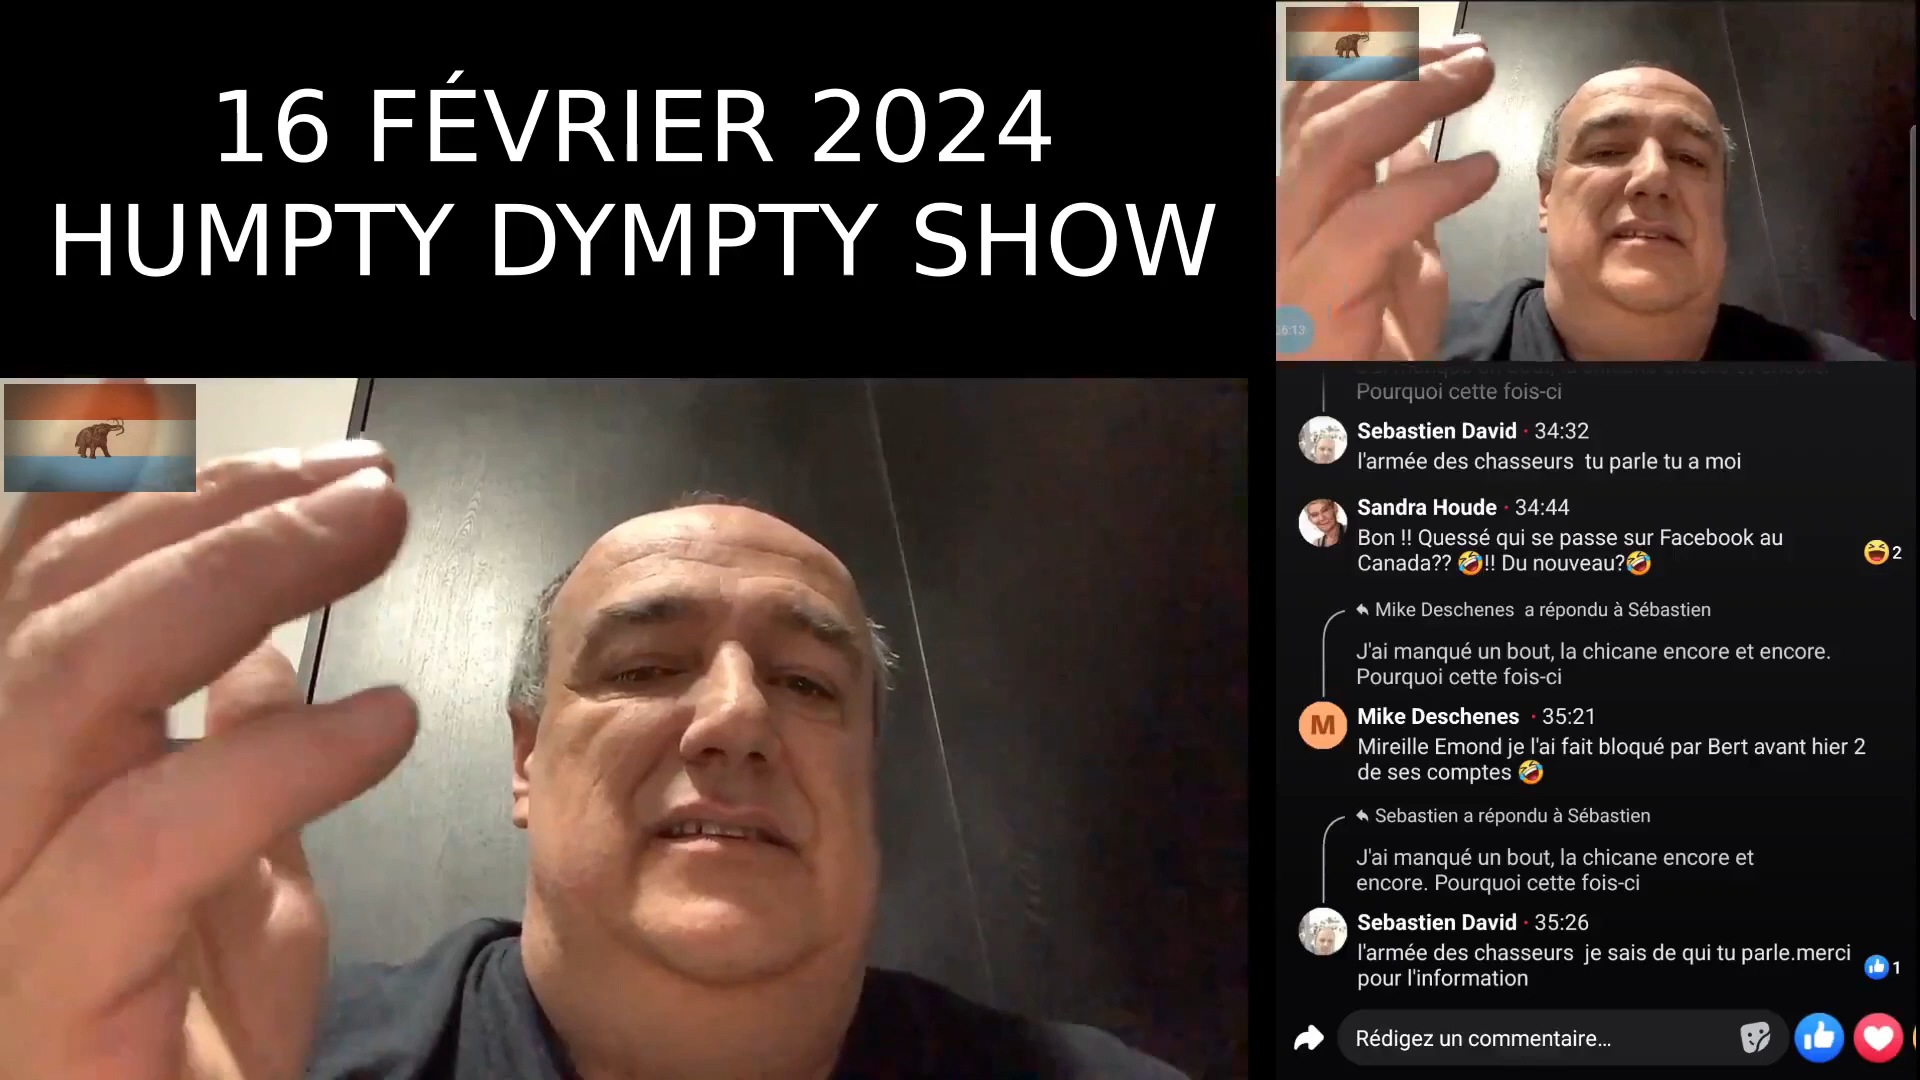 16 FÉVRIER 2024
HUMPTY DYMPTY SHOW
Pourquoi cette fois-ci
Sebastien David · 34:32
l'armée des chasseurs tu parle tu a moi
Sandra Houde · 34:44
Bon !! Quessé qui se passe sur Facebook au
Canada?? 🤣!! Du nouveau?🤣
😆2
Mike Deschenes a répondu à Sébastien
J'ai manqué un bout, la chicane encore et encore.
Pourquoi cette fois-ci
M
Mike Deschenes · 35:21
Mireille Emond je l'ai fait bloqué par Bert avant hier 2
de ses comptes 🤣
Sebastien a répondu à Sébastien
J'ai manqué un bout, la chicane encore et
encore. Pourquoi cette fois-ci
Sebastien David · 35:26
l'armée des chasseurs je sais de qui tu parle.merci
pour l'information
👍1
Rédigez un commentaire...